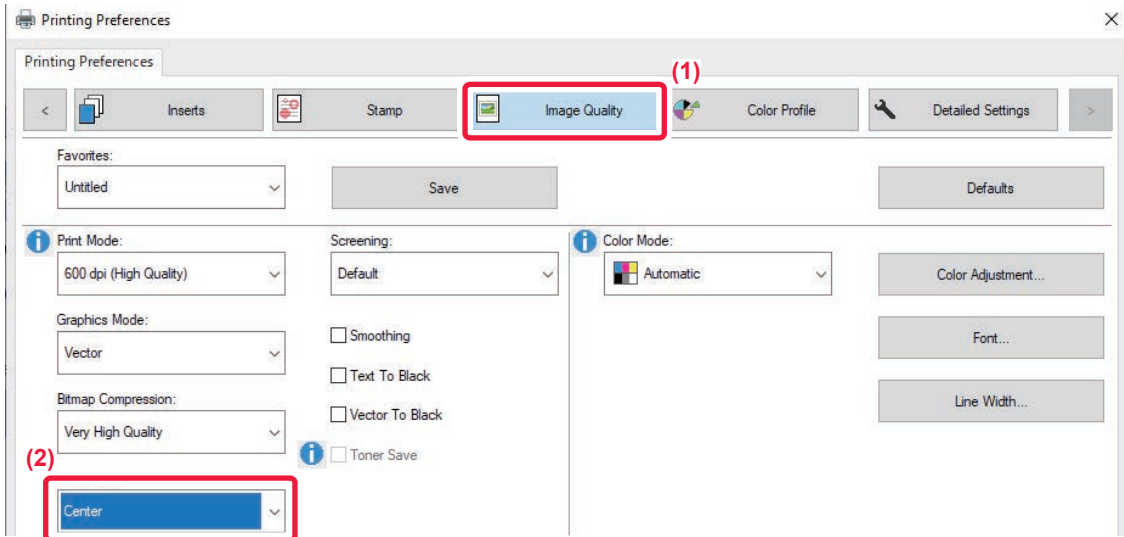 Printing Preferences
Printing Preferences
(1)
<
Inserts
Stamp
Image Quality
Color Profile
Detailed Settings
>
Favorites:
Untitled
Save
Defaults
Print Mode:
Screening:
Color Mode:
600 dpi (High Quality)
Default
Automatic
Color Adjustment...
Graphics Mode:
Smoothing
Font...
Vector
Text To Black
Bitmap Compression:
Vector To Black
Line Width...
Very High Quality
Toner Save
(2)
Center